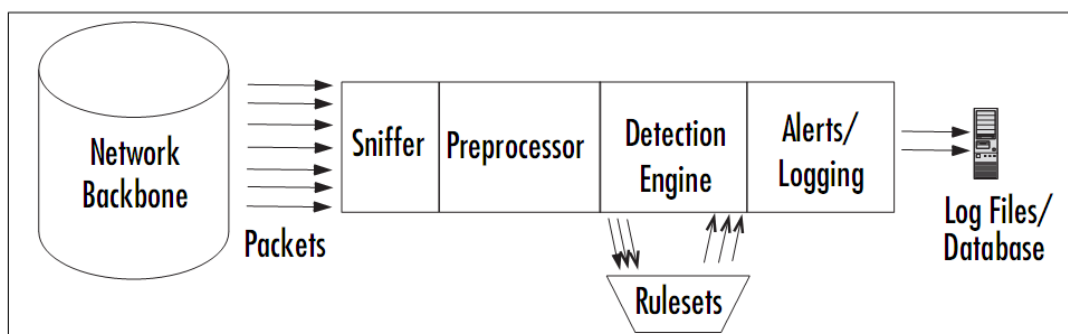 Network
Backbone
Packets
Sniffer
Preprocessor
Detection
Engine
Alerts/
Logging
Rulesets
Log Files/
Database